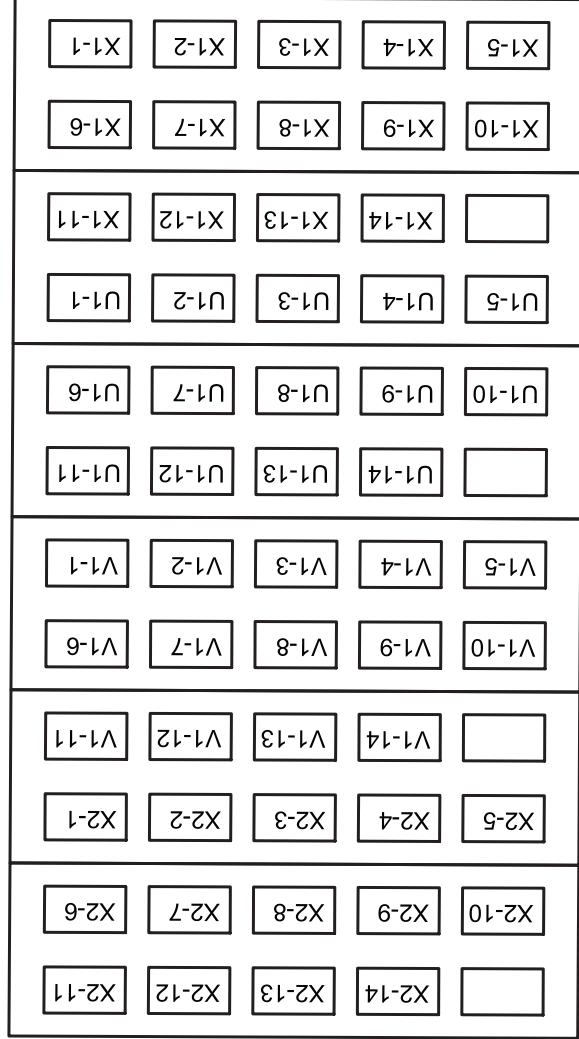 X1-1 X1-2 X1-3 X1-4 X1-5
X1-6 X1-7 X1-8 X1-9 X1-10
X1-11 X1-12 X1-13 X1-14
U1-1 U1-2 U1-3 U1-4 U1-5
U1-6 U1-7 U1-8 U1-9 U1-10
U1-11 U1-12 U1-13 U1-14
V1-1 V1-2 V1-3 V1-4 V1-5
V1-6 V1-7 V1-8 V1-9 V1-10
V1-11 V1-12 V1-13 V1-14
X2-1 X2-2 X2-3 X2-4 X2-5
X2-6 X2-7 X2-8 X2-9 X2-10
X2-11 X2-12 X2-13 X2-14